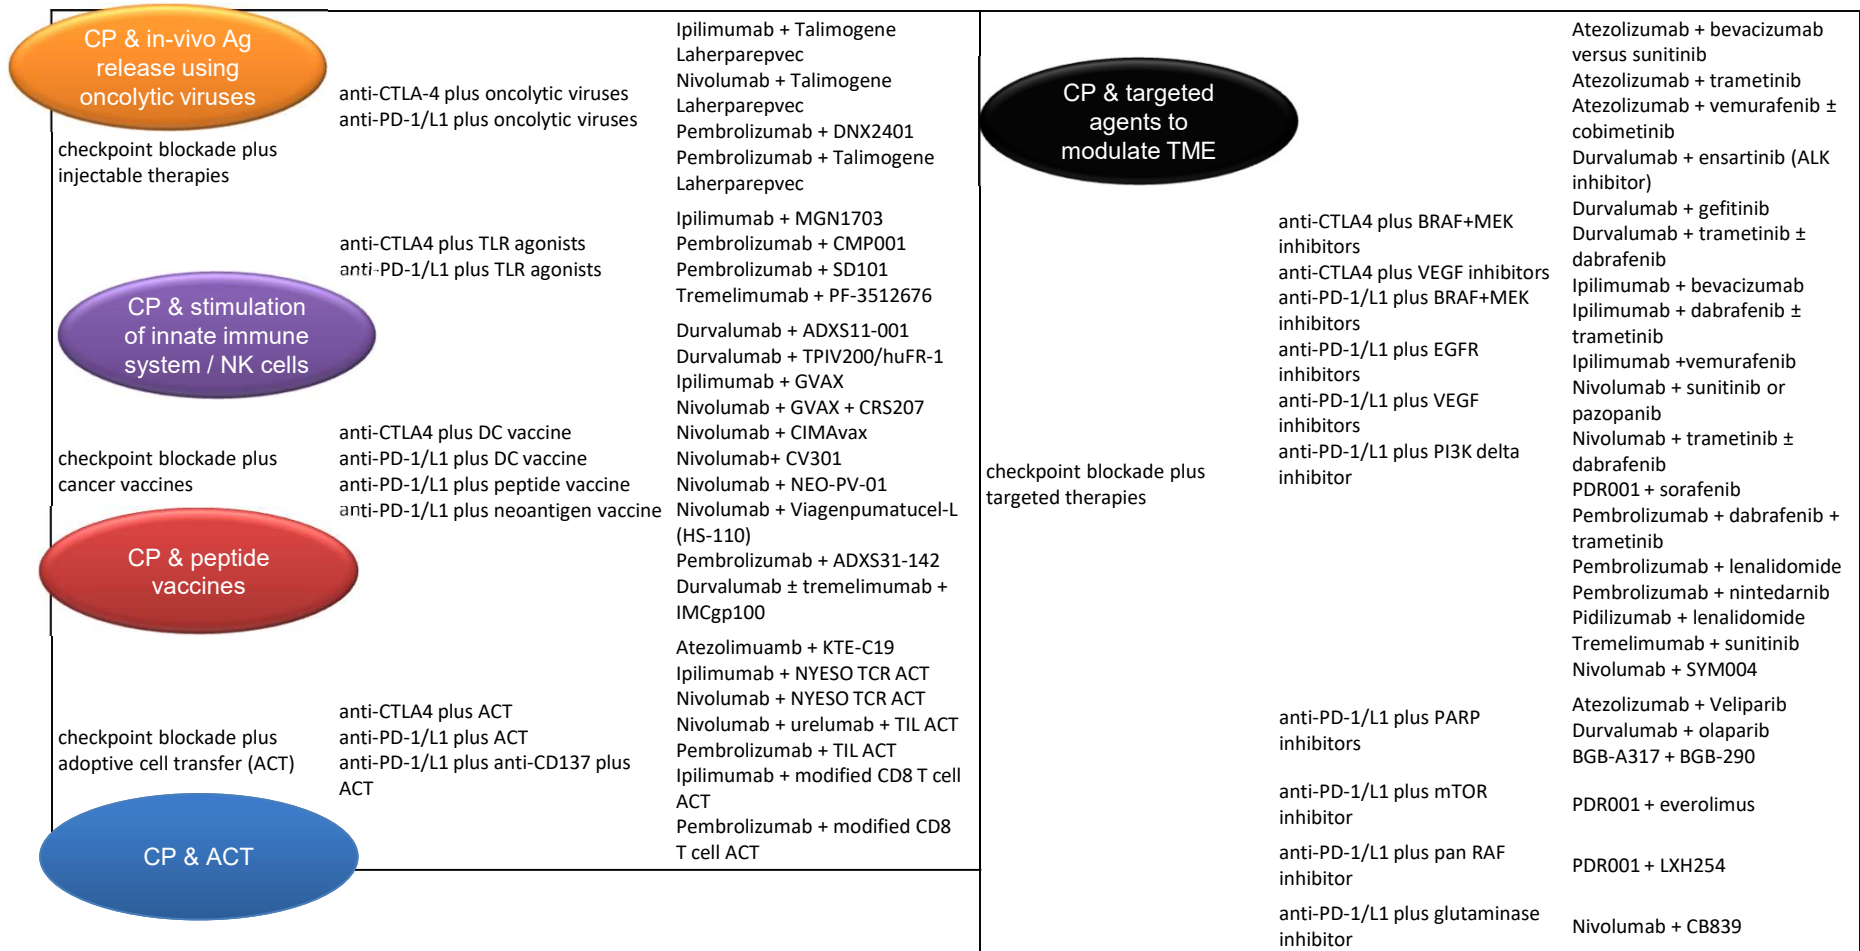 CP & in-vivo Ag
release using
oncolytic viruses
checkpoint blockade plus
injectable therapies
anti-CTLA-4 plus oncolytic viruses
anti-PD-1/L1 plus oncolytic viruses
Ipilimumab + Talimogene
Laherparepvec
Nivolumab + Talimogene
Laherparepvec
Pembrolizumab + DNX2401
Pembrolizumab + Talimogene
Laherparepvec
anti-CTLA4 plus TLR agonists
anti-PD-1/L1 plus TLR agonists
Ipilimumab + MGN1703
Pembrolizumab + CMP001
Pembrolizumab + SD101
Tremelimumab + PF-3512676
CP & stimulation
of innate immune
system / NK cells
checkpoint blockade plus
cancer vaccines
anti-CTLA4 plus DC vaccine
anti-PD-1/L1 plus DC vaccine
anti-PD-1/L1 plus peptide vaccine
anti-PD-1/L1 plus neoantigen vaccine
Durvalumab + ADXS11-001
Durvalumab + TPIV200/huFR-1
Ipilimumab + GVAX
Nivolumab + GVAX + CRS207
Nivolumab + CIMAvax
Nivolumab+ CV301
Nivolumab + NEO-PV-01
Nivolumab + Viagenpumatucel-L
(HS-110)
Pembrolizumab + ADXS31-142
Durvalumab ± tremelimumab +
IMCgp100
CP & peptide
vaccines
checkpoint blockade plus
adoptive cell transfer (ACT)
anti-CTLA4 plus ACT
anti-PD-1/L1 plus ACT
anti-PD-1/L1 plus anti-CD137 plus
ACT
Atezolimuamb + KTE-C19
Ipilimumab + NYESO TCR ACT
Nivolumab + NYESO TCR ACT
Nivolumab + urelumab + TIL ACT
Pembrolizumab + TIL ACT
Ipilimumab + modified CD8 T cell
ACT
Pembrolizumab + modified CD8
T cell ACT
CP & ACT
CP & targeted
agents to
modulate TME
checkpoint blockade plus
targeted therapies
anti-CTLA4 plus BRAF+MEK
inhibitors
anti-CTLA4 plus VEGF inhibitors
anti-PD-1/L1 plus BRAF+MEK
inhibitors
anti-PD-1/L1 plus EGFR
inhibitors
anti-PD-1/L1 plus VEGF
inhibitors
anti-PD-1/L1 plus PI3K delta
inhibitor
Atezolizumab + bevacizumab
versus sunitinib
Atezolizumab + trametinib
Atezolizumab + vemurafenib ±
cobimetinib
Durvalumab + ensartinib (ALK
inhibitor)
Durvalumab + gefitinib
Durvalumab + trametinib ±
dabrafenib
Ipilimumab + bevacizumab
Ipilimumab + dabrafenib ±
trametinib
Ipilimumab +vemurafenib
Nivolumab + sunitinib or
pazopanib
Nivolumab + trametinib ±
dabrafenib
PDR001 + sorafenib
Pembrolizumab + dabrafenib +
trametinib
Pembrolizumab + lenalidomide
Pembrolizumab + nintedarnib
Pidilizumab + lenalidomide
Tremelimumab + sunitinib
Nivolumab + SYM004
anti-PD-1/L1 plus PARP
inhibitors
Atezolizumab + Veliparib
Durvalumab + olaparib
BGB-A317 + BGB-290
anti-PD-1/L1 plus mTOR
inhibitor
PDR001 + everolimus
anti-PD-1/L1 plus pan RAF
inhibitor
PDR001 + LXH254
anti-PD-1/L1 plus glutaminase
inhibitor
Nivolumab + CB839